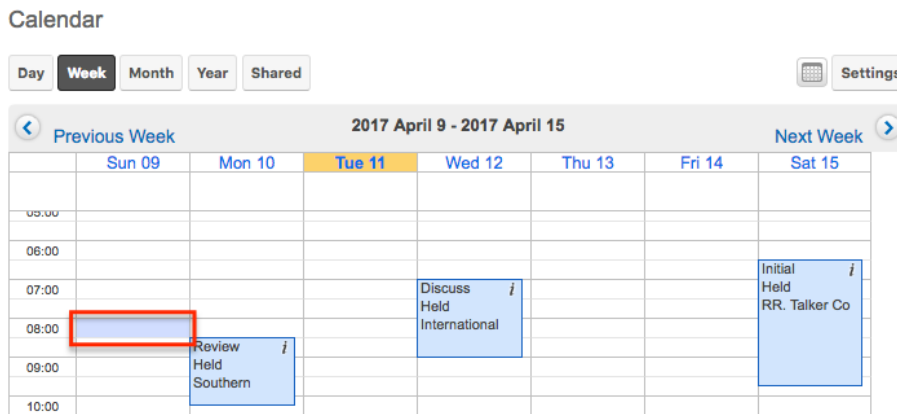 Calendar
Day Week Month Year Shared Settings
Previous Week 2017 April 9 - 2017 April 15 Next Week
Sun 09 Mon 10 Tue 11 Wed 12 Thu 13 Fri 14 Sat 15
05:00
06:00
Initial i
07:00 Discuss i Held
Held RR. Talker Co
08:00 International
Review i
09:00 Held
Southern
10:00